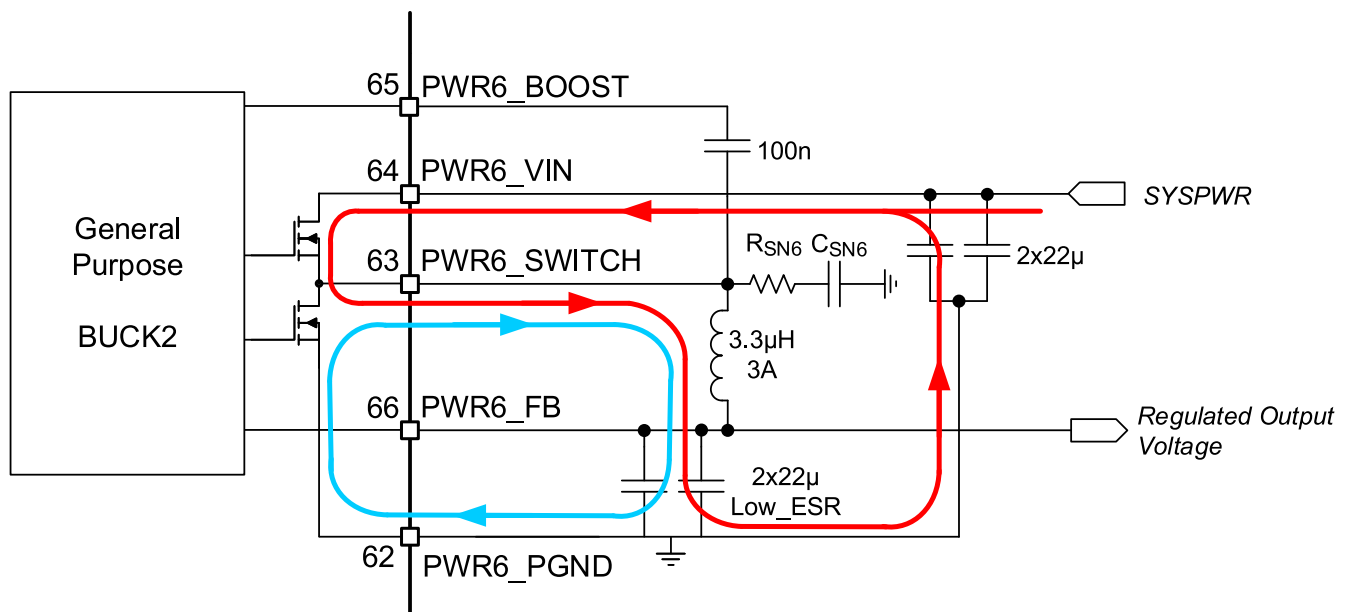 65 PWR6_BOOST
100n
64 PWR6_VIN
SYSPWR
General
Purpose
BUCK2
63 PWR6_SWITCH
RSN6 CSN6
2x22µ
3.3µH
3A
66 PWR6_FB
Regulated Output
Voltage
2x22µ
Low_ESR
62 PWR6_PGND